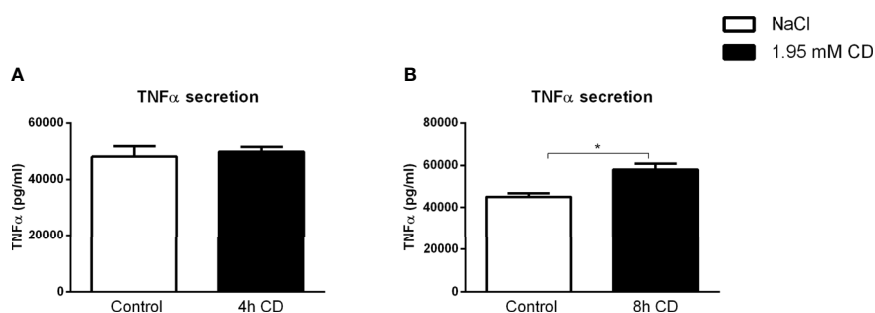 NaCl
1.95 mM CD
A
TNFα secretion
TNFα (pg/ml)
60000
40000
20000
0
Control
4h CD
B
TNFα secretion
TNFα (pg/ml)
80000
60000
40000
20000
0
*
Control
8h CD